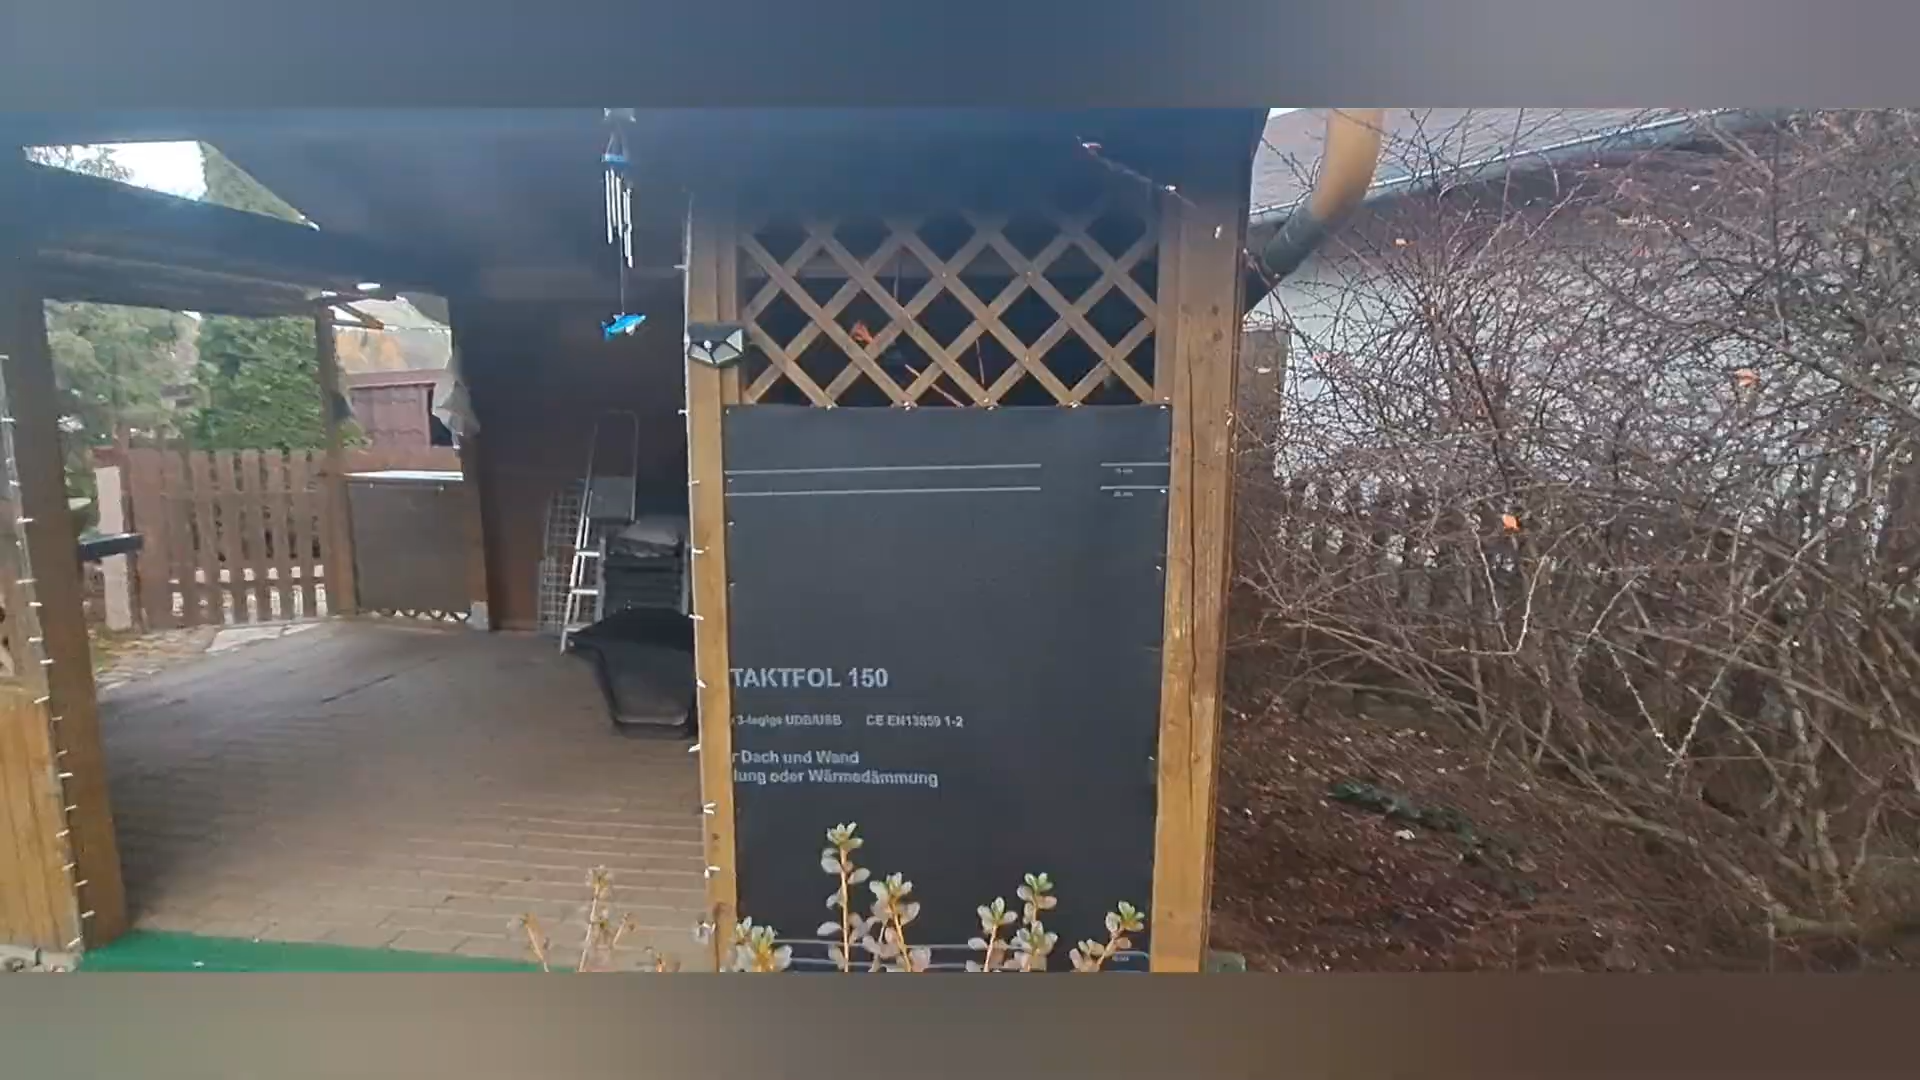 TAKTFOL 150
3-lagige UDB/USB CE EN13859 1-2
r Dach und Wand
lung oder Wärmedämmung